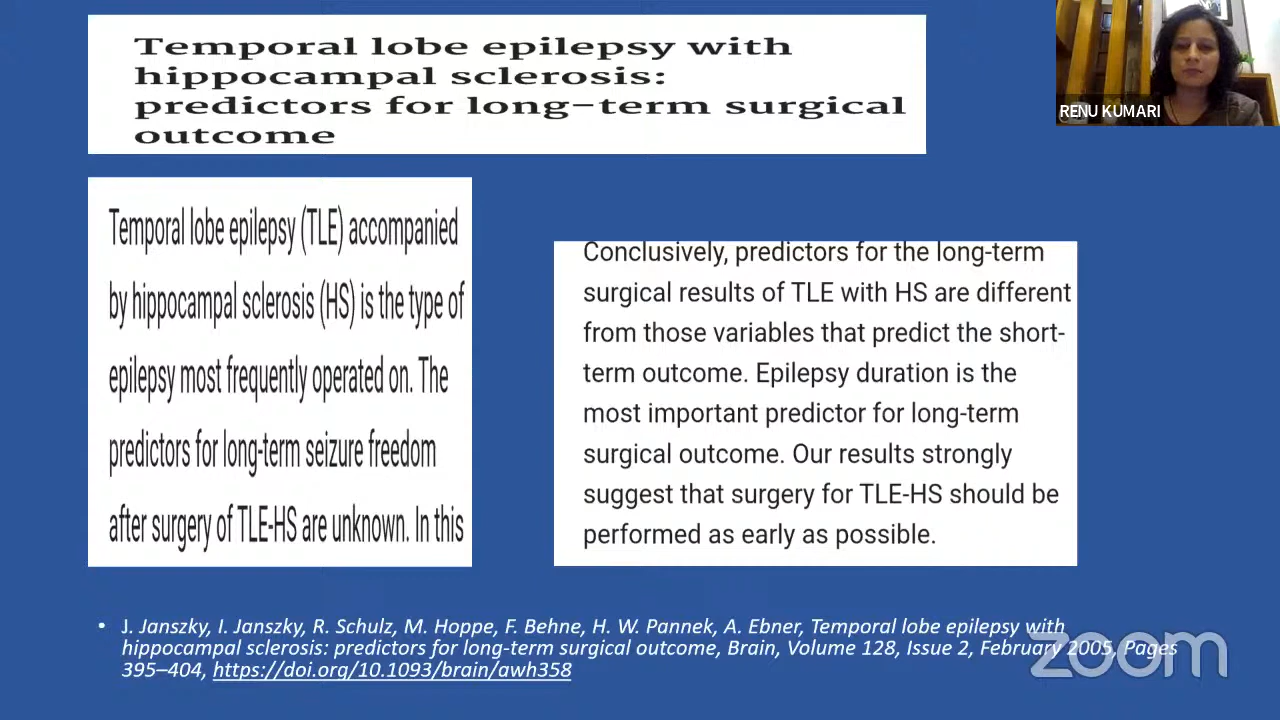 Temporal lobe epilepsy with
hippocampal sclerosis:
predictors for long-term surgical
outcome
RENU KUMARI
Temporal lobe epilepsy (TLE) accompanied
by hippocampal sclerosis (HS) is the type of
epilepsy most frequently operated on. The
predictors for long-term seizure freedom
after surgery of TLE-HS are unknown. In this
Conclusively, predictors for the long-term
surgical results of TLE with HS are different
from those variables that predict the short-
term outcome. Epilepsy duration is the
most important predictor for long-term
surgical outcome. Our results strongly
suggest that surgery for TLE-HS should be
performed as early as possible.
• J. Janszky, I. Janszky, R. Schulz, M. Hoppe, F. Behne, H. W. Pannek, A. Ebner, Temporal lobe epilepsy with
hippocampal sclerosis: predictors for long-term surgical outcome, Brain, Volume 128, Issue 2, February 2005, Pages
395–404, https://doi.org/10.1093/brain/awh358
zoom